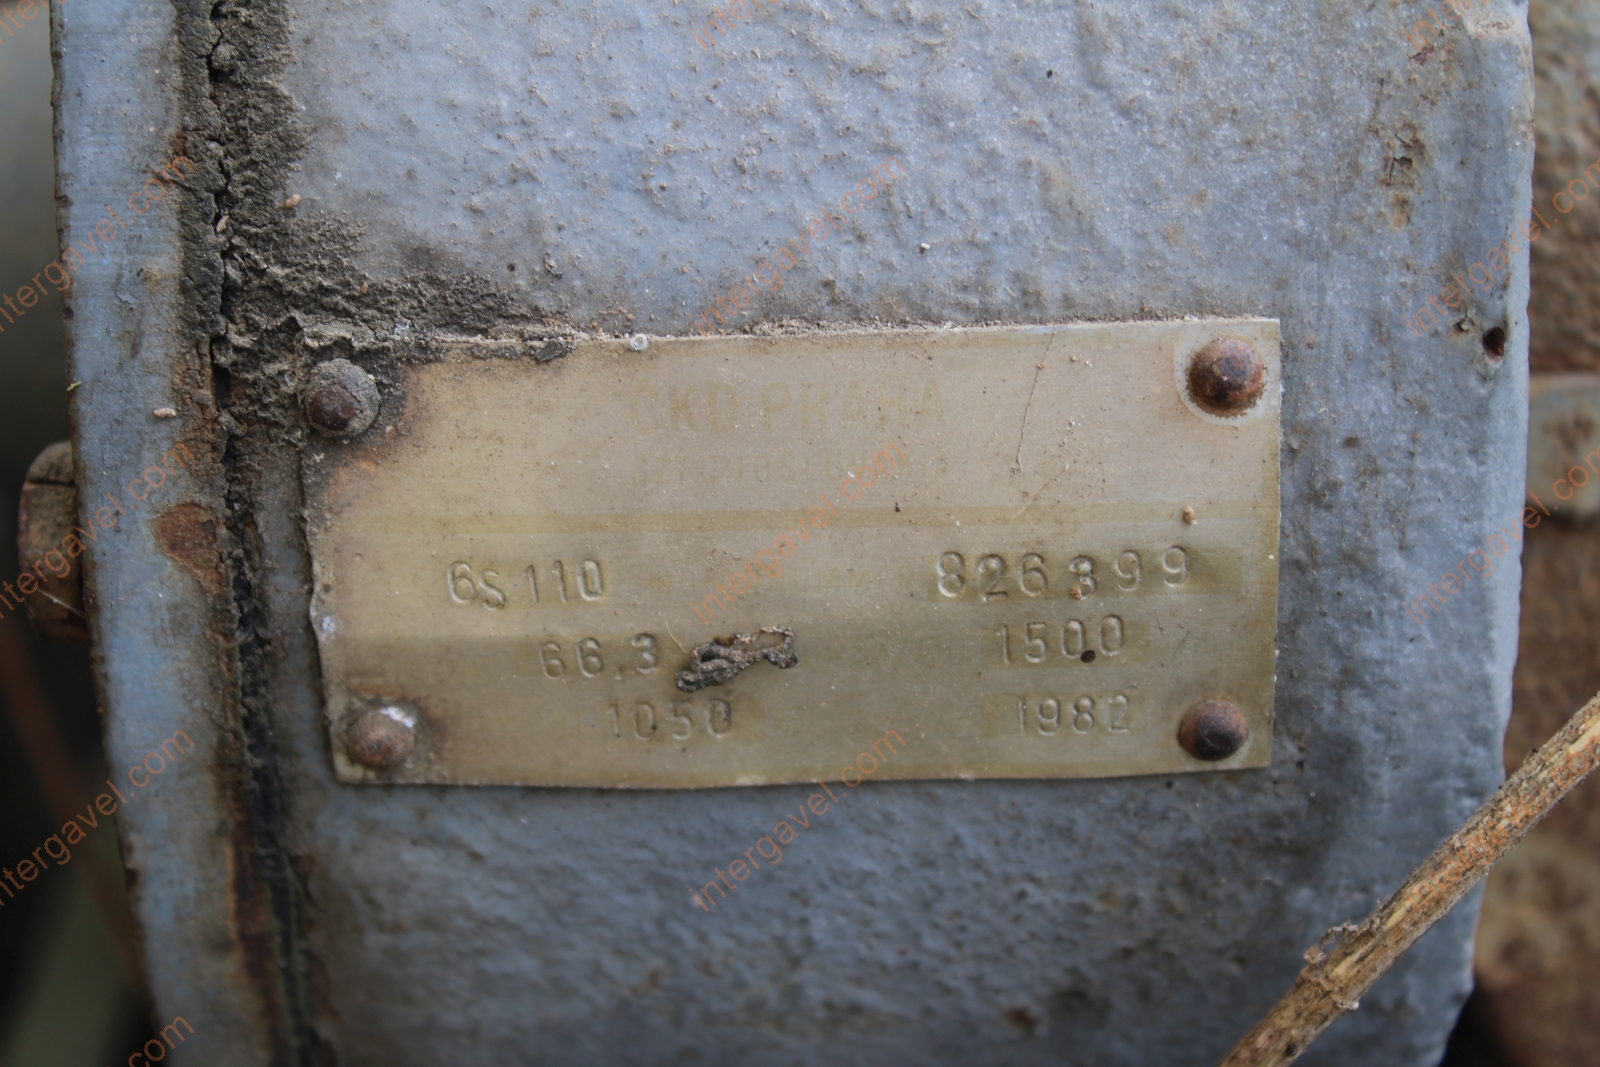 ČKD PRAHA
6S110 826399
66.3 1500
1050 1982
intergavel.com